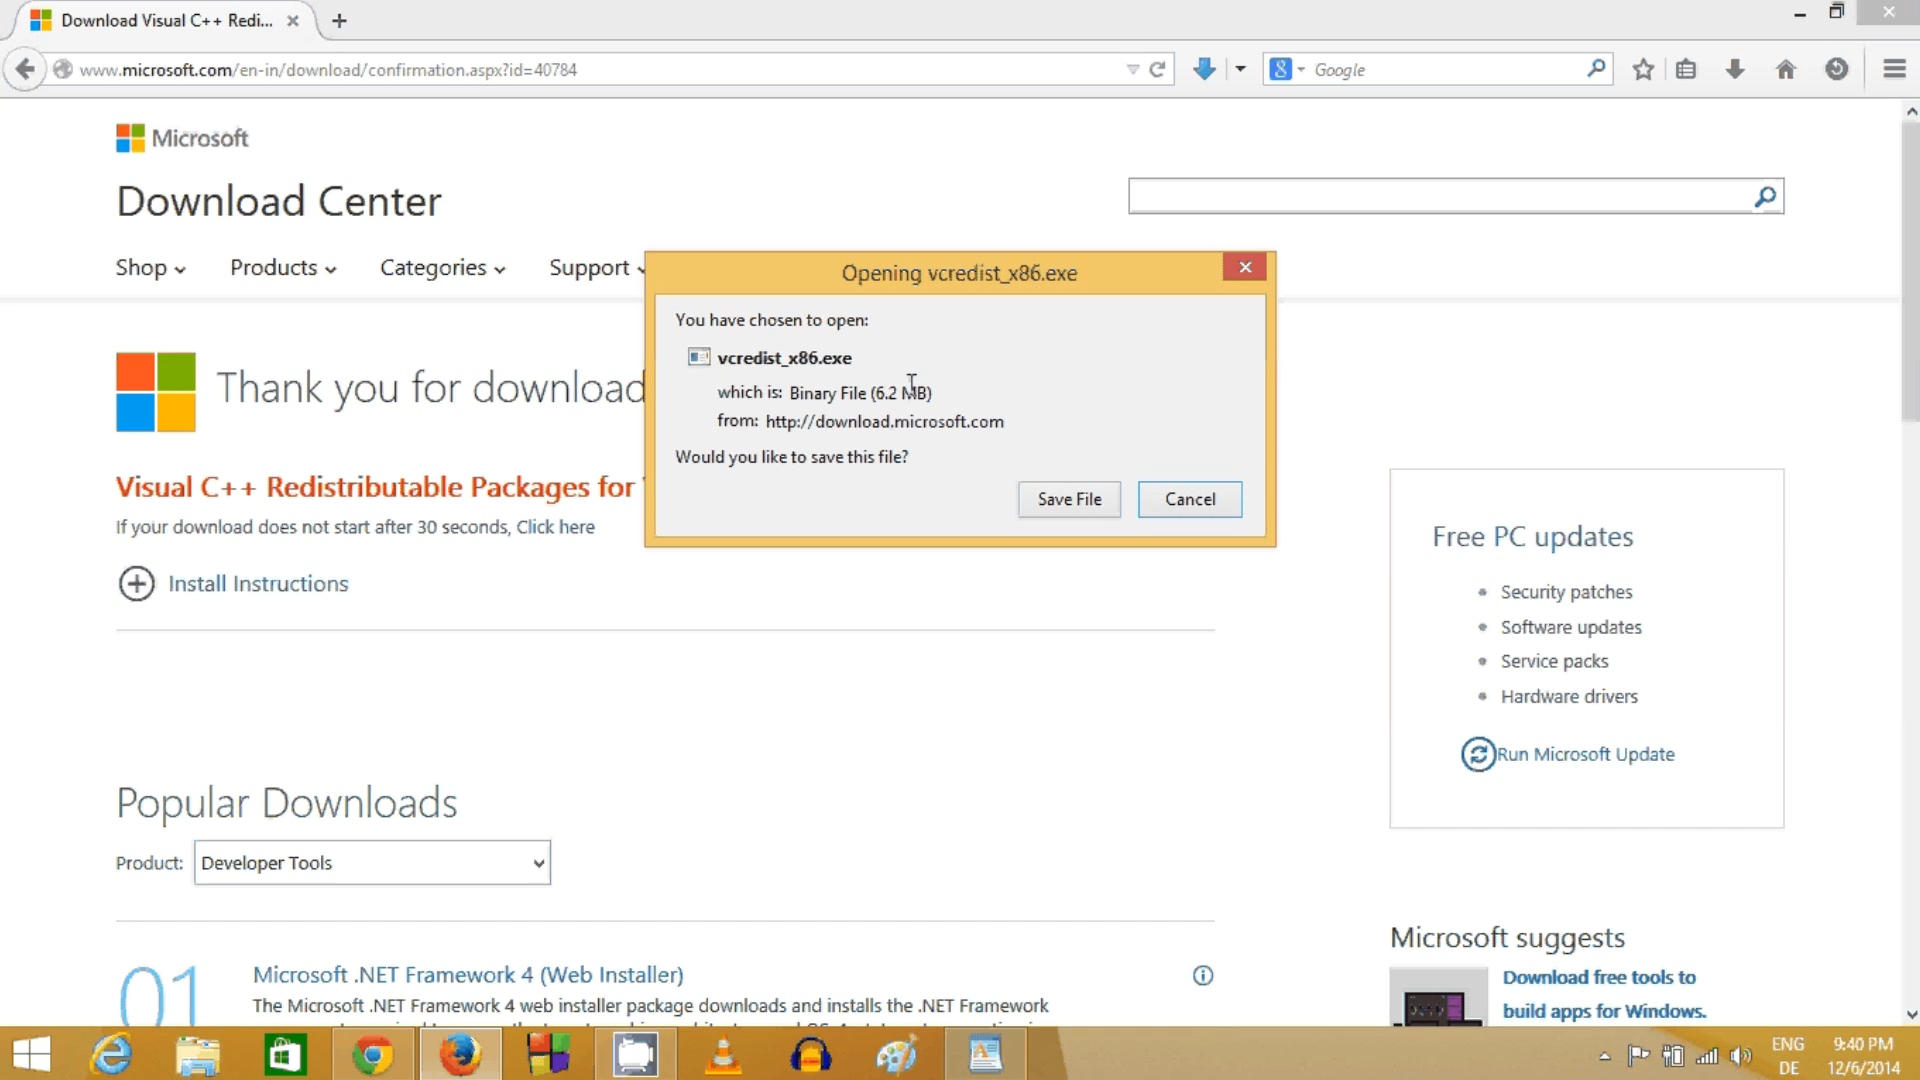 Download Visual C++ Redi...
www.microsoft.com/en-in/download/confirmation.aspx?id=40784
8
Google
Microsoft
Download Center
Shop Products Categories Support
Opening vcredist_x86.exe
You have chosen to open:
vcredist_x86.exe
which is: Binary File (6.2 MB)
from: http://download.microsoft.com
Would you like to save this file?
Save File Cancel
Thank you for download
Visual C++ Redistributable Packages for
If your download does not start after 30 seconds, Click here
Install Instructions
Free PC updates
Security patches
Software updates
Service packs
Hardware drivers
Run Microsoft Update
Popular Downloads
Product: Developer Tools
01
Microsoft .NET Framework 4 (Web Installer)
The Microsoft .NET Framework 4 web installer package downloads and installs the .NET Framework
Microsoft suggests
Download free tools to
build apps for Windows.
ENG 9:40 PM
DE 12/6/2014